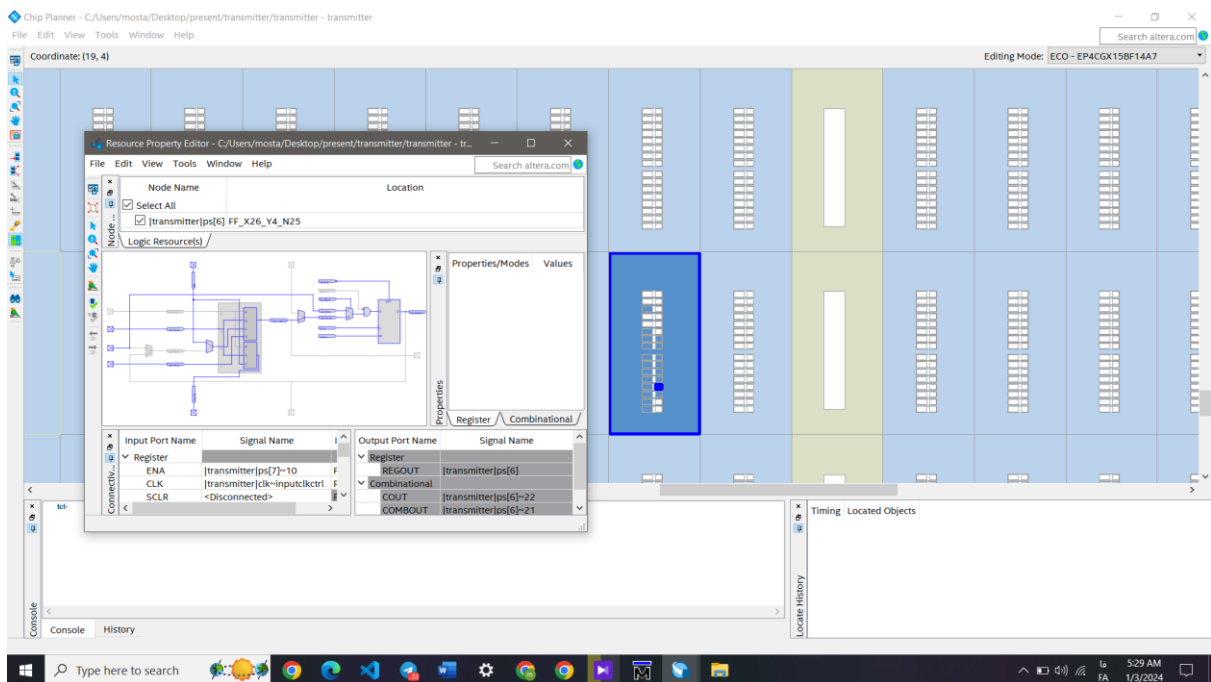 Chip Planner - C:/Users/mosta/Desktop/present/transmitter/transmitter - transmitter
File Edit View Tools Window Help
Search altera.com
Coordinate: (19, 4)
Editing Mode: ECO - EP4CGX15BF14A7
Resource Property Editor - C:/Users/mosta/Desktop/present/transmitter/transmitter - tr...
File Edit View Tools Window Help
Search altera.com
Node Name Location
Select All
|transmitter|ps[6] FF_X26_Y4_N25
Node ...
Logic Resource(s)
Properties/Modes Values
Properties
Register Combinational
Input Port Name Signal Name
Register
ENA |transmitter|ps[7]~10
CLK |transmitter|clk~inputclkctrl
SCLR <Disconnected>
Connectiv...
Output Port Name Signal Name
Register
REGOUT |transmitter|ps[6]
Combinational
COUT |transmitter|ps[6]~22
COMBOUT |transmitter|ps[6]~21
tcl>
Console
Console History
Timing Located Objects
Locate History
Type here to search
فا
FA
5:29 AM
1/3/2024